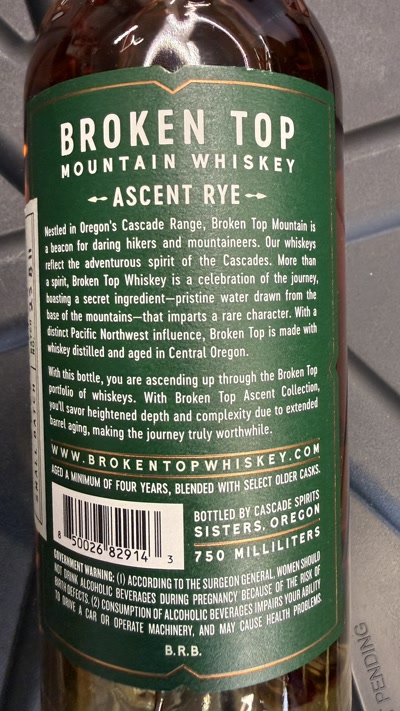 BROKEN TOP
MOUNTAIN WHISKEY
ASCENT RYE
Nestled in Oregon's Cascade Range, Broken Top Mountain is
a beacon for daring hikers and mountaineers. Our whiskeys
reflect the adventurous spirit of the Cascades. More than
a spirit, Broken Top Whiskey is a celebration of the journey,
boasting a secret ingredient—pristine water drawn from the
base of the mountains—that imparts a rare character. With a
distinct Pacific Northwest influence, Broken Top is made with
whiskey distilled and aged in Central Oregon.
With this bottle, you are ascending up through the Broken Top
portfolio of whiskeys. With Broken Top Ascent Collection,
you'll savor heightened depth and complexity due to extended
barrel aging, making the journey truly worthwhile.
WWW.BROKENTOPWHISKEY.COM
AGED A MINIMUM OF FOUR YEARS, BLENDED WITH SELECT OLDER CASKS.
BOTTLED BY CASCADE SPIRITS
SISTERS, OREGON
750 MILLILITERS
8 50026 82914 3
GOVERNMENT WARNING: (1) ACCORDING TO THE SURGEON GENERAL, WOMEN SHOULD
NOT DRINK ALCOHOLIC BEVERAGES DURING PREGNANCY BECAUSE OF THE RISK OF
BIRTH DEFECTS. (2) CONSUMPTION OF ALCOHOLIC BEVERAGES IMPAIRS YOUR ABILITY
TO DRIVE A CAR OR OPERATE MACHINERY, AND MAY CAUSE HEALTH PROBLEMS.
B.R.B.
SMALL BATCH
PENDING